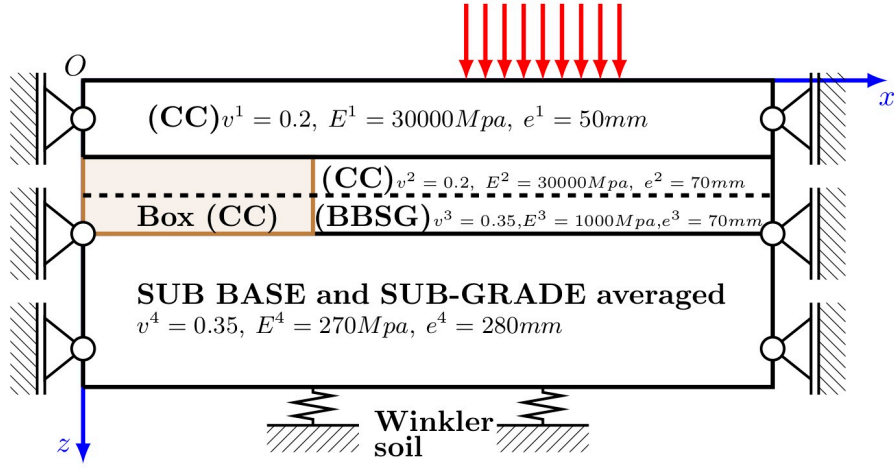 O
x
(CC)v¹ = 0.2, E¹ = 30000Mpa, e¹ = 50mm
(CC)v² = 0.2, E² = 30000Mpa, e² = 70mm
Box (CC)
(BBSG)v³ = 0.35,E³ = 1000Mpa,e³ = 70mm
SUB BASE and SUB-GRADE averaged
v⁴ = 0.35, E⁴ = 270Mpa, e⁴ = 280mm
Winkler
soil
z